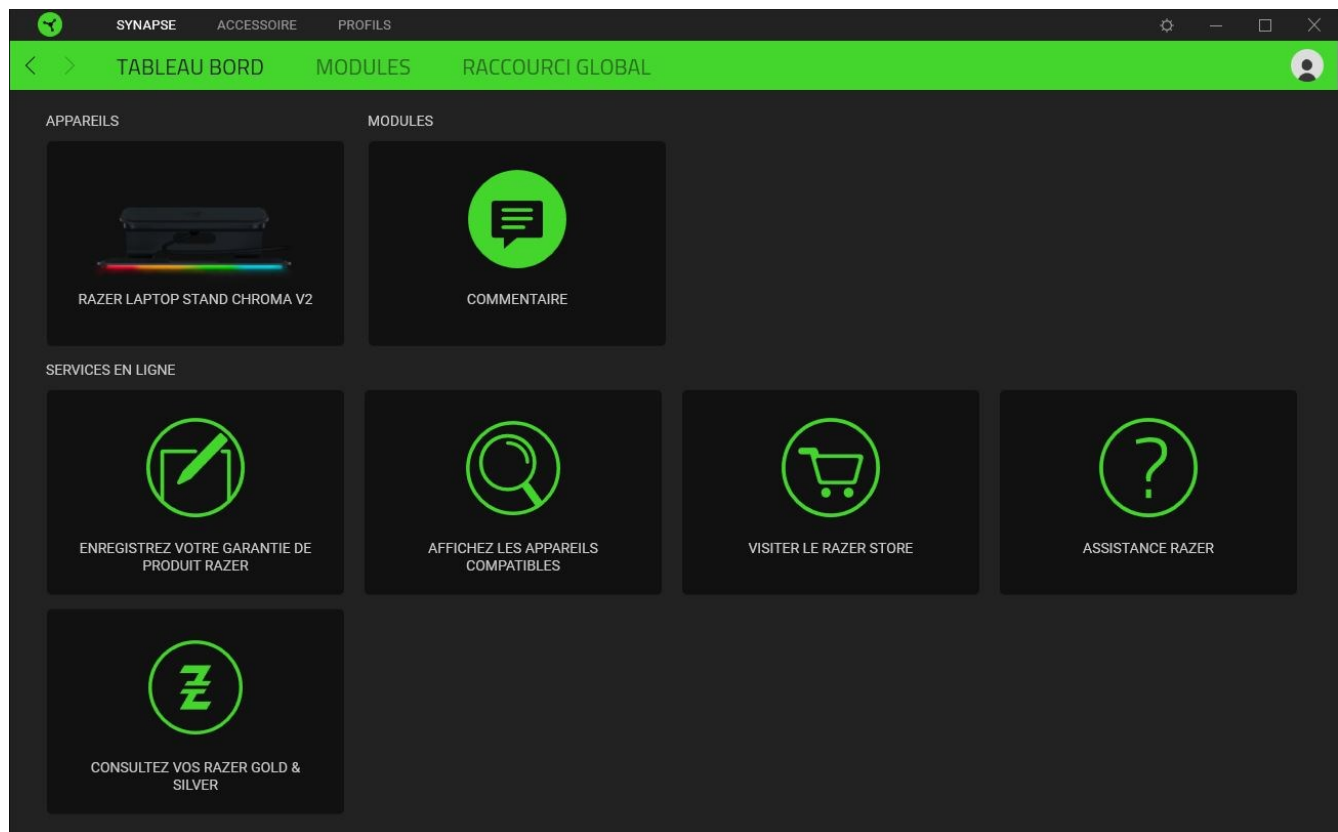 SYNAPSE ACCESSOIRE PROFILS
TABLEAU BORD MODULES RACCOURCI GLOBAL
APPAREILS MODULES
RAZER LAPTOP STAND CHROMA V2 COMMENTAIRE
SERVICES EN LIGNE
ENREGISTREZ VOTRE GARANTIE DE
PRODUIT RAZER
AFFICHEZ LES APPAREILS
COMPATIBLES
VISITER LE RAZER STORE
ASSISTANCE RAZER
CONSULTEZ VOS RAZER GOLD &
SILVER